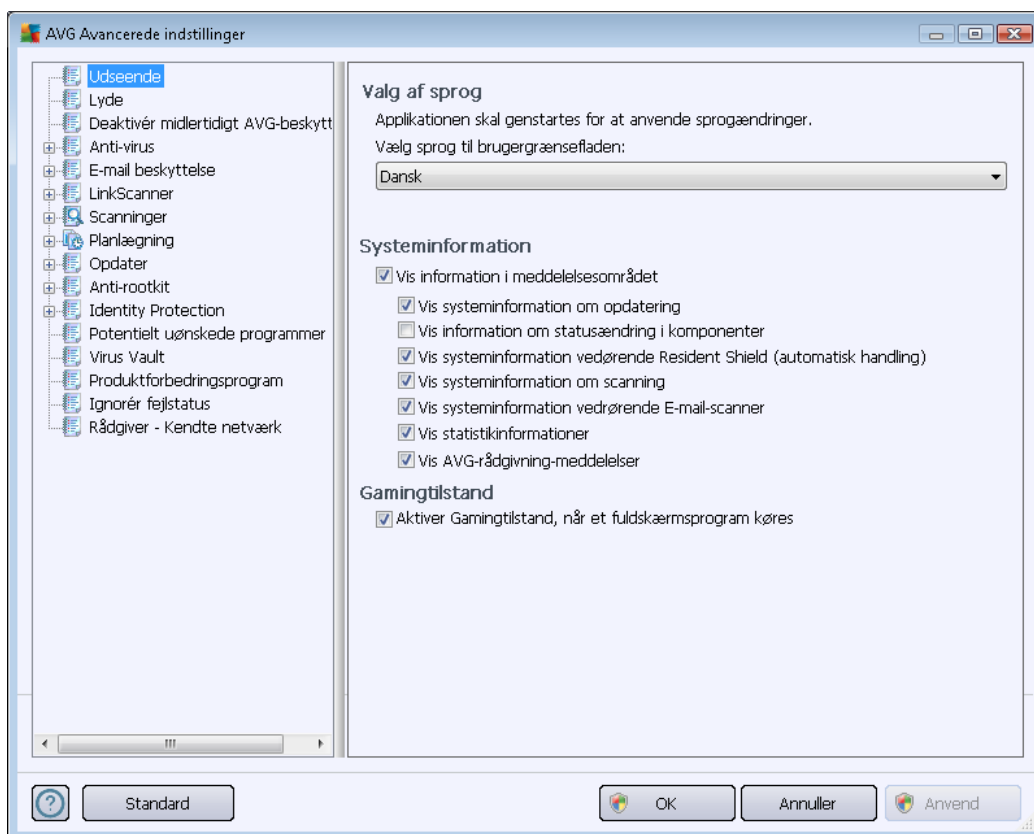 AVG Avancerede indstillinger
Udseende
Lyde
Deaktivér midlertidigt AVG-beskytt
Anti-virus
E-mail beskyttelse
LinkScanner
Scanninger
Planlægning
Opdater
Anti-rootkit
Identity Protection
Potentielt uønskede programmer
Virus Vault
Produktforbedringsprogram
Ignorér fejlstatus
Rådgiver - Kendte netværk
Valg af sprog
Applikationen skal genstartes for at anvende sprogændringer.
Vælg sprog til brugergrænsefladen:
Dansk
Systeminformation
Vis information i meddelelsesområdet
Vis systeminformation om opdatering
Vis information om statusændring i komponenter
Vis systeminformation vedørende Resident Shield (automatisk handling)
Vis systeminformation om scanning
Vis systeminformation vedrørende E-mail-scanner
Vis statistikinformationer
Vis AVG-rådgivning-meddelelser
Gamingtilstand
Aktiver Gamingtilstand, når et fuldskærmsprogram køres
Standard
OK
Annuller
Anvend